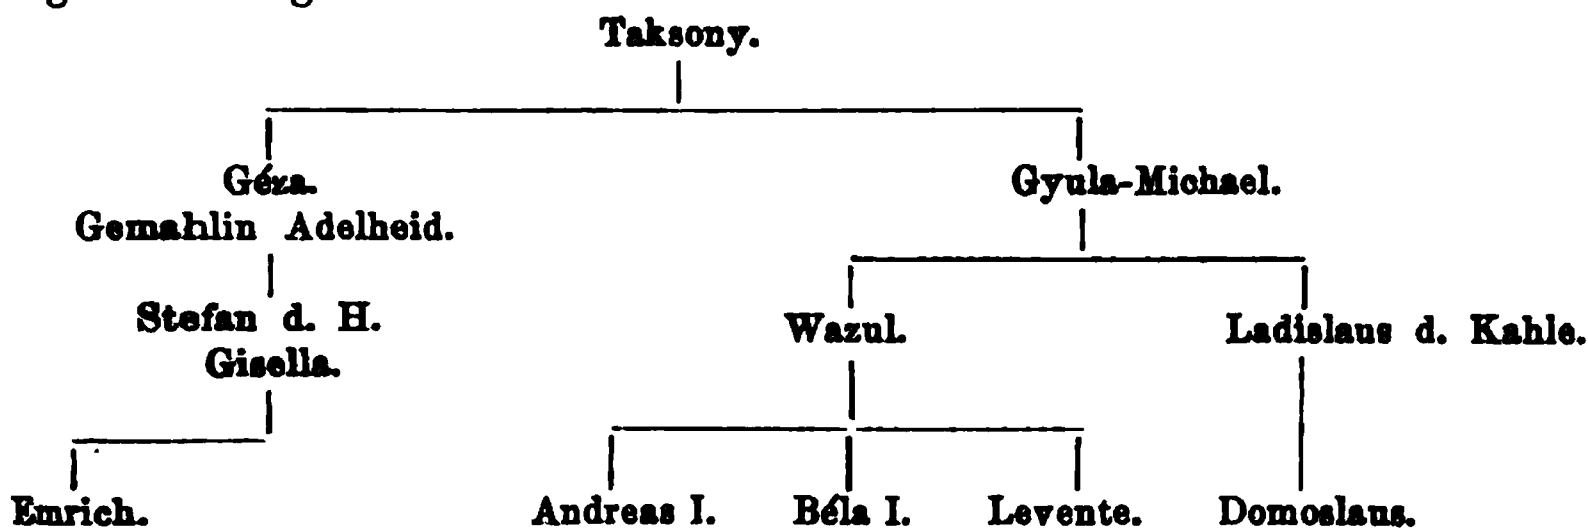 Taksony.
Géza. Gyula-Michael.
Gemahlin Adelheid.
Stefan d. H.
Wazul. Ladislaus d. Kahle.
Gisella.
Emrich. Andreas I. Béla I. Levente. Domoslaus.